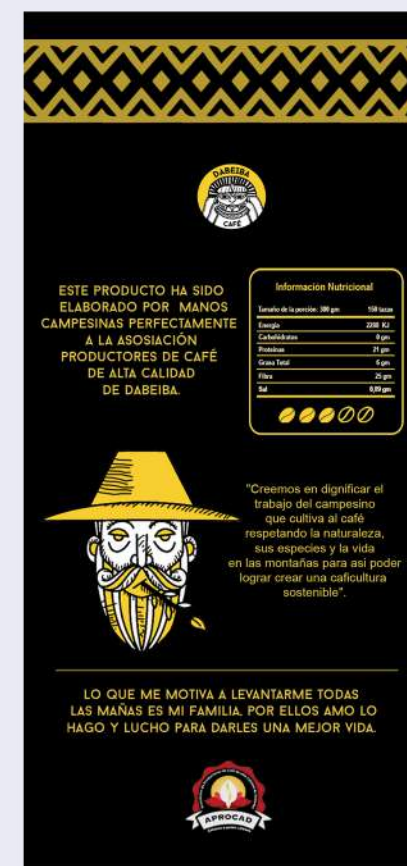 DABEIBA
CAFÉ
ESTE PRODUCTO HA SIDO
ELABORADO POR MANOS
CAMPESINAS PERFECTAMENTE
A LA ASOSIACIÓN
PRODUCTORES DE CAFÉ
DE ALTA CALIDAD
DE DABEIBA.
Información Nutricional
Tamaño de la porción: 300 gm 150 tazas
Energía 2208 KJ
Carbohidratos 0 gm
Proteinas 21 gm
Grasa Total 6 gm
Fibra 25 gm
Sal 0,09 gm
"Creemos en dignificar el
trabajo del campesino
que cultiva al café
respetando la naturaleza,
sus especies y la vida
en las montañas para asi poder
lograr crear una caficultura
sostenible".
LO QUE ME MOTIVA A LEVANTARME TODAS
LAS MAÑAS ES MI FAMILIA. POR ELLOS AMO LO
HAGO Y LUCHO PARA DARLES UNA MEJOR VIDA.
APROCAD